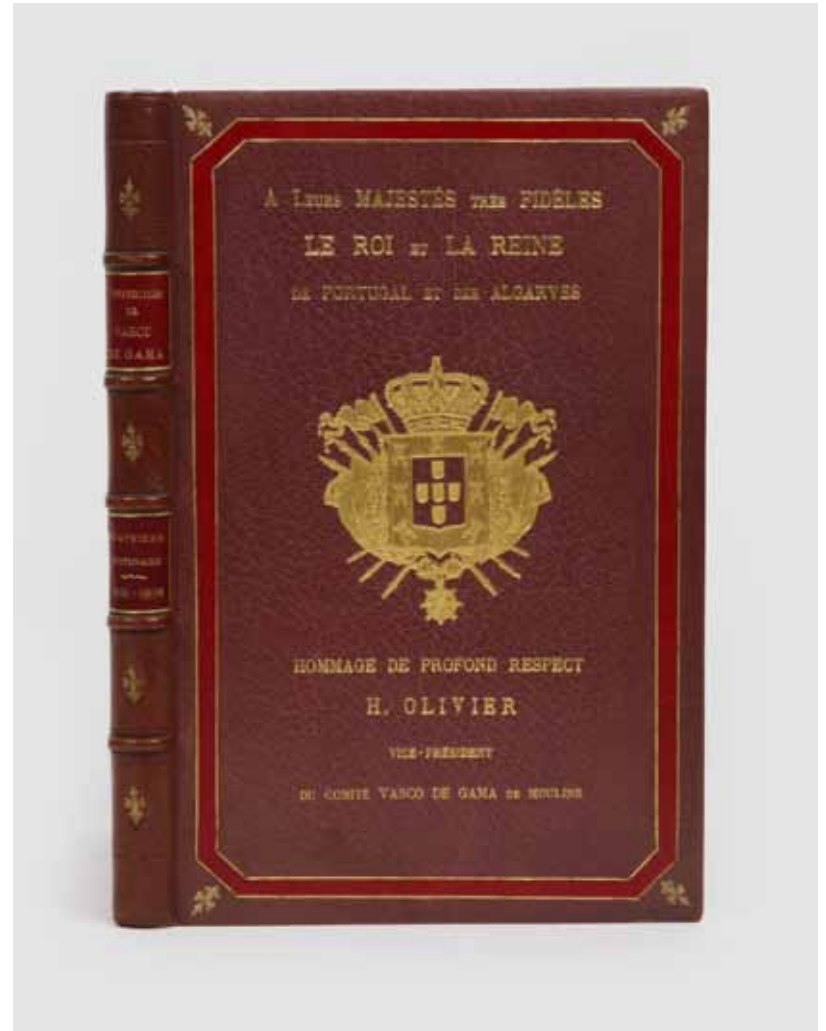 A LEURS MAJESTÉS TRÈS FIDÈLES
LE ROI ET LA REINE
DE PORTUGAL ET DES ALGARVES
HOMMAGE DE PROFOND RESPECT
H. OLIVIER
VICE-PRÉSIDENT
DU COMITÉ VASCO DE GAMA DE MOULINS
DE
VASCO
DE GAMA